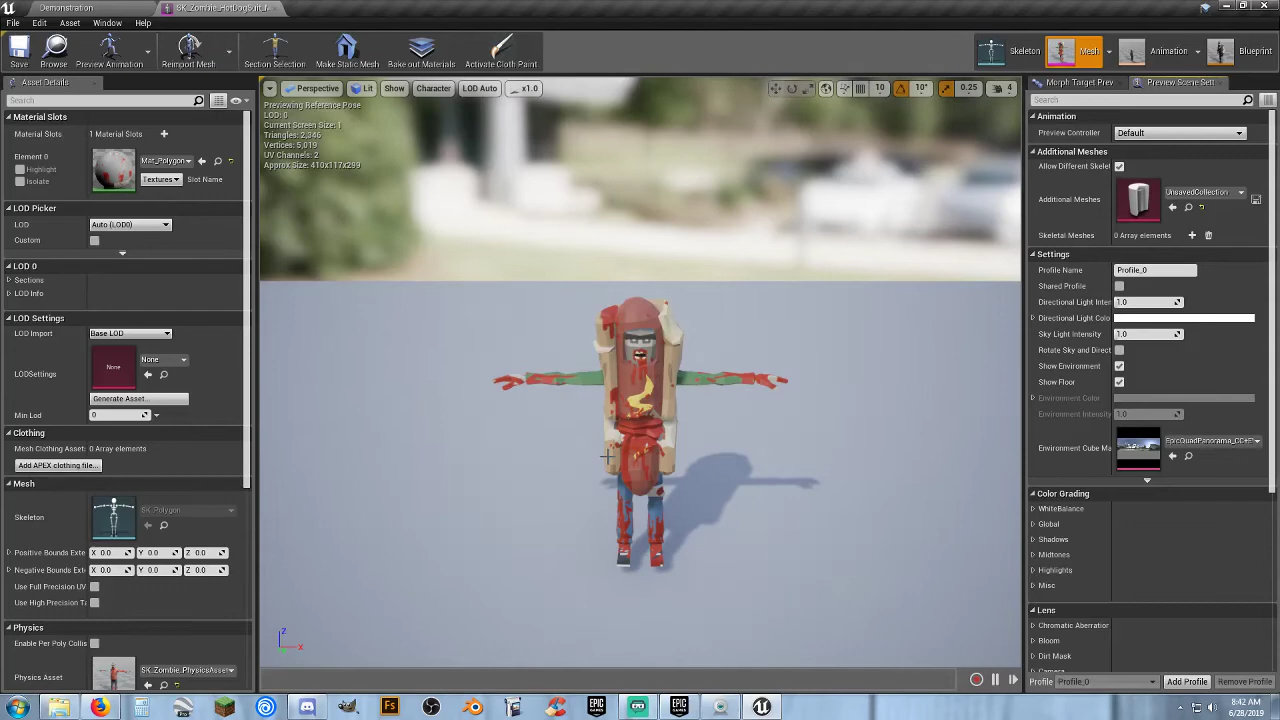 Demonstration
SK_Zombie_HotDogSuit_
File Edit Asset Window Help
Save Browse Preview Animation Reimport Mesh Section Selection Make Static Mesh Bake out Materials Activate Cloth Paint
Skeleton Mesh Animation Blueprint
Asset Details
Search
Material Slots
Material Slots 1 Material Slots
Element 0
Highlight
Isolate
Mat_Polygon
Textures Slot Name
LOD Picker
LOD Auto (LOD0)
Custom
LOD 0
Sections
LOD Info
LOD Settings
LOD Import Base LOD
LODSettings None None
Generate Asset...
Min Lod 0
Clothing
Mesh Clothing Asset: 0 Array elements
Add APEX clothing file...
Mesh
Skeleton SK_Polygon
Positive Bounds Exte X 0.0 Y 0.0 Z 0.0
Negative Bounds Exte X 0.0 Y 0.0 Z 0.0
Use Full Precision UV
Use High Precision Ta
Physics
Enable Per Poly Collis
Physics Asset SK_Zombie_PhysicsAsset
Perspective Lit Show Character LOD Auto x1.0
10 10° 0.25 4
Previewing Reference Pose
LOD: 0
Current Screen Size: 1
Triangles: 2,346
Vertices: 5,019
UV Channels: 2
Approx Size: 410x117x299
Z
X
Morph Target Prev Preview Scene Sett
Search
Animation
Preview Controller Default
Additional Meshes
Allow Different Skelet
Additional Meshes UnsavedCollection
Skeletal Meshes 0 Array elements
Settings
Profile Name Profile_0
Shared Profile
Directional Light Inter 1.0
Directional Light Colo
Sky Light Intensity 1.0
Rotate Sky and Direct
Show Environment
Show Floor
Environment Color
Environment Intensity 1.0
Environment Cube Ma EpicQuadPanorama_CC+E
Color Grading
WhiteBalance
Global
Shadows
Midtones
Highlights
Misc
Lens
Chromatic Aberration
Bloom
Dirt Mask
Camera
Profile Profile_0 Add Profile Remove Profile
Fs
EPIC GAMES
EPIC GAMES
8:42 AM
6/28/2019